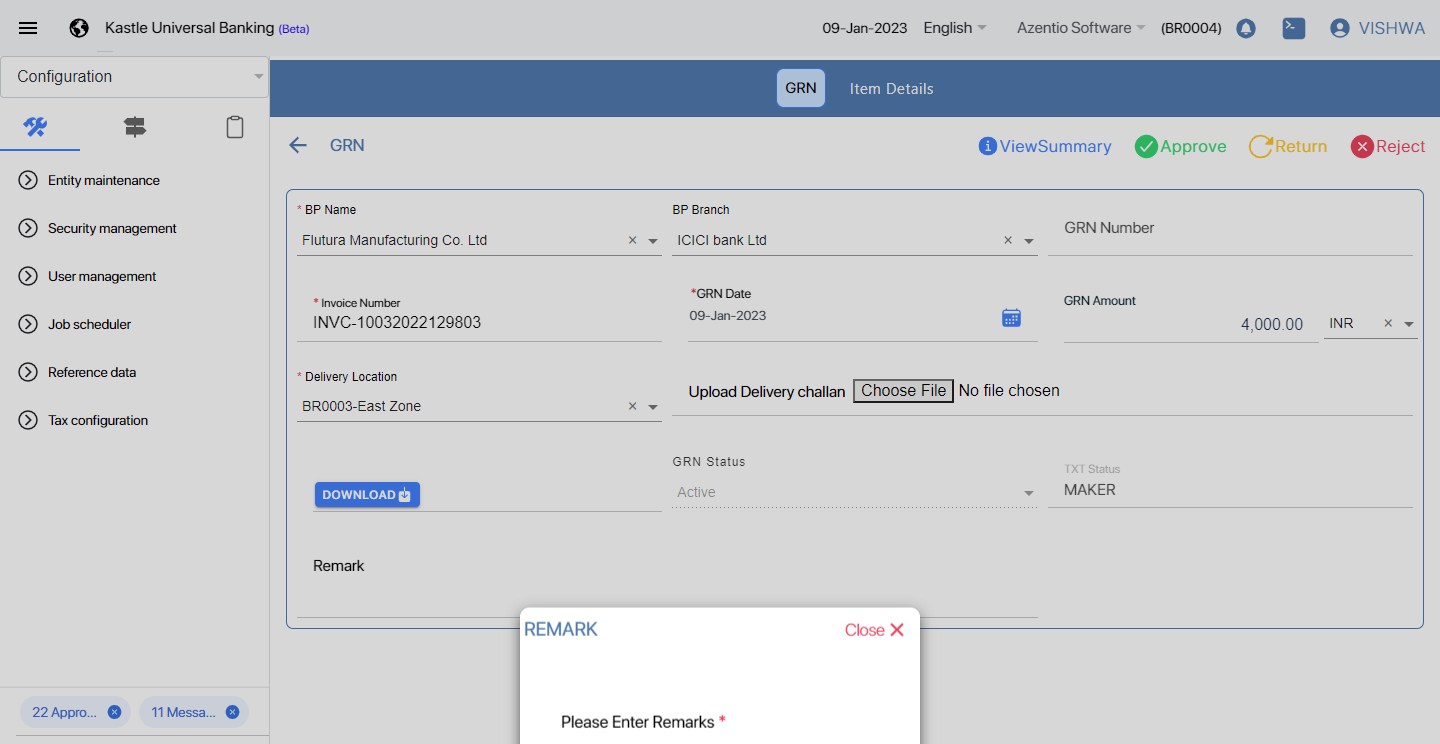 Kastle Universal Banking (Beta)
09-Jan-2023 English Azentio Software (BR0004) VISHWA
Configuration
GRN Item Details
GRN
ViewSummary Approve Return Reject
Entity maintenance
Security management
User management
Job scheduler
Reference data
Tax configuration
* BP Name
Flutura Manufacturing Co. Ltd
BP Branch
ICICI bank Ltd
GRN Number
* Invoice Number
INVC-10032022129803
*GRN Date
09-Jan-2023
GRN Amount
4,000.00 INR
* Delivery Location
BR0003-East Zone
Upload Delivery challan Choose File No file chosen
DOWNLOAD
GRN Status
Active
TXT Status
MAKER
Remark
REMARK Close
Please Enter Remarks *
22 Appro... 11 Messa...